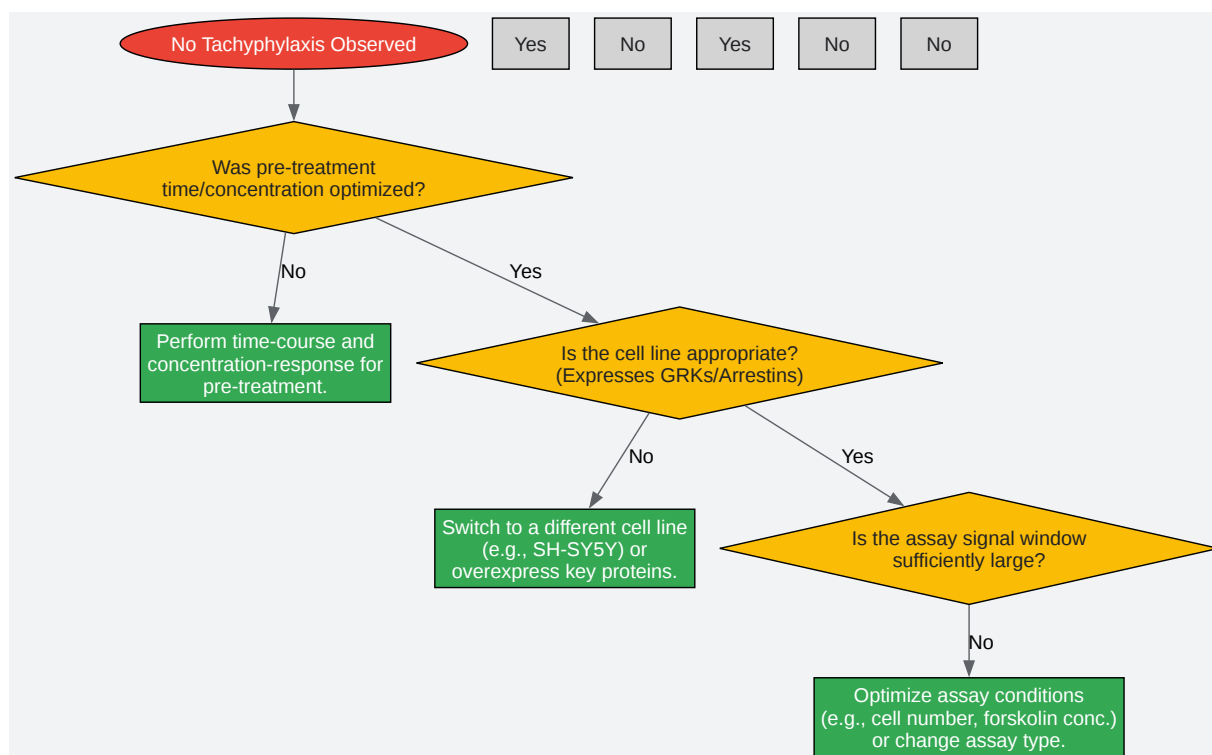 No Tachyphylaxis Observed
Yes
No
Yes
No
No
Was pre-treatment
time/concentration optimized?
No
Yes
Perform time-course and
concentration-response for
pre-treatment.
Is the cell line appropriate?
(Expresses GRKs/Arrestins)
No
Yes
Switch to a different cell line
(e.g., SH-SY5Y) or
overexpress key proteins.
Is the assay signal window
sufficiently large?
No
Optimize assay conditions
(e.g., cell number, forskolin conc.)
or change assay type.